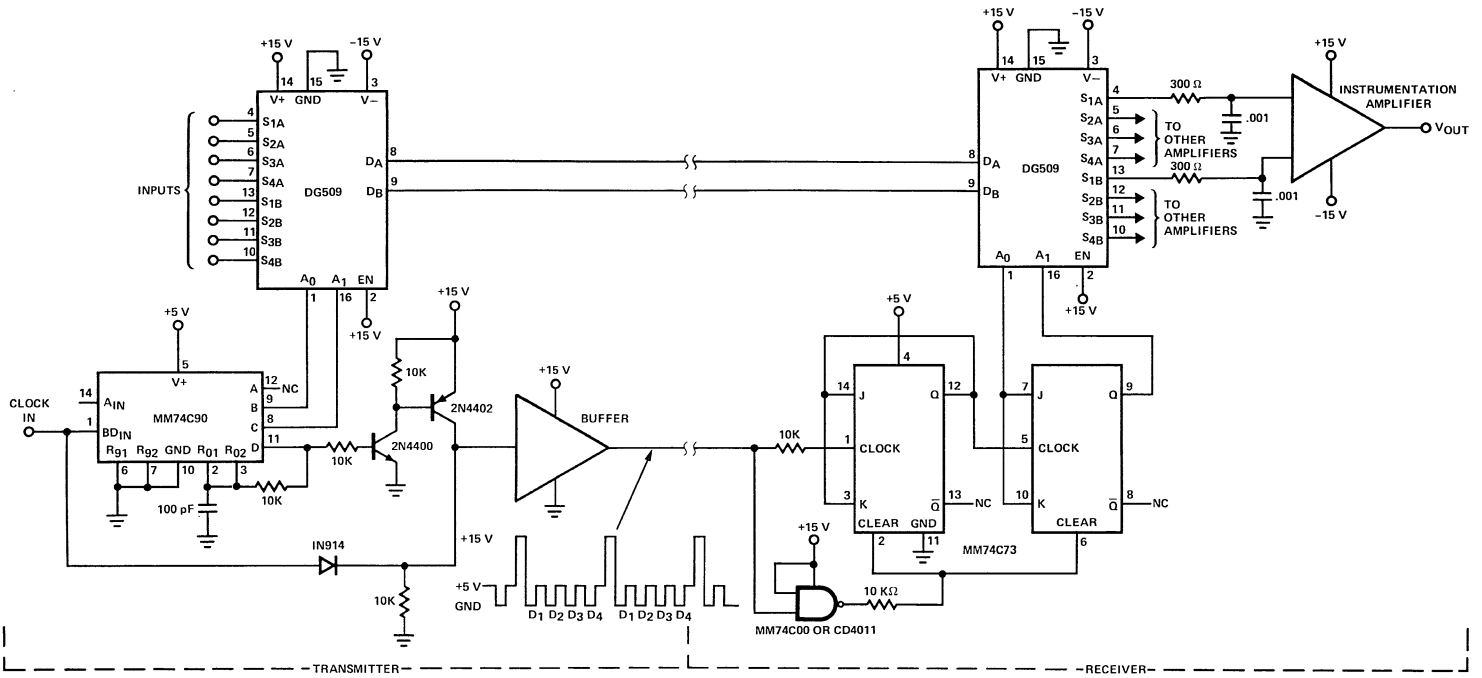 +15 V
-15 V
14
15
3
V+
GND
V−
4
S1A
5
S2A
6
S3A
7
S4A
13
S1B
12
S2B
11
S3B
10
S4B
INPUTS
DG509
DA
8
DB
9
A0
A1
EN
1
16
2
+15 V
+15 V
-15 V
14
15
3
V+
GND
V−
8
DA
9
DB
DG509
S1A
4
S2A
5
S3A
6
S4A
7
S1B
13
S2B
12
S3B
11
S4B
10
A0
A1
EN
1
16
2
+15 V
300 Ω
.001
TO
OTHER
AMPLIFIERS
300 Ω
.001
TO
OTHER
AMPLIFIERS
+15 V
INSTRUMENTATION
AMPLIFIER
VOUT
-15 V
+5 V
5
V+
14
AIN
CLOCK
IN
1
BDIN
MM74C90
A
12
NC
B
9
C
8
D
11
R91
R92
GND
R01
R02
6
7
10
2
3
10K
100 pF
10K
2N4400
10K
+15 V
2N4402
IN914
10K
+15 V
BUFFER
+15 V
+5 V
GND
D1 D2 D3 D4
D1 D2 D3 D4
10K
+5 V
4
14
J
Q
12
1
CLOCK
3
K
Q
13
NC
CLEAR
GND
2
11
MM74C73
7
J
Q
9
5
CLOCK
10
K
Q
8
NC
CLEAR
6
+15 V
10 KΩ
MM74C00 OR CD4011
TRANSMITTER
RECEIVER